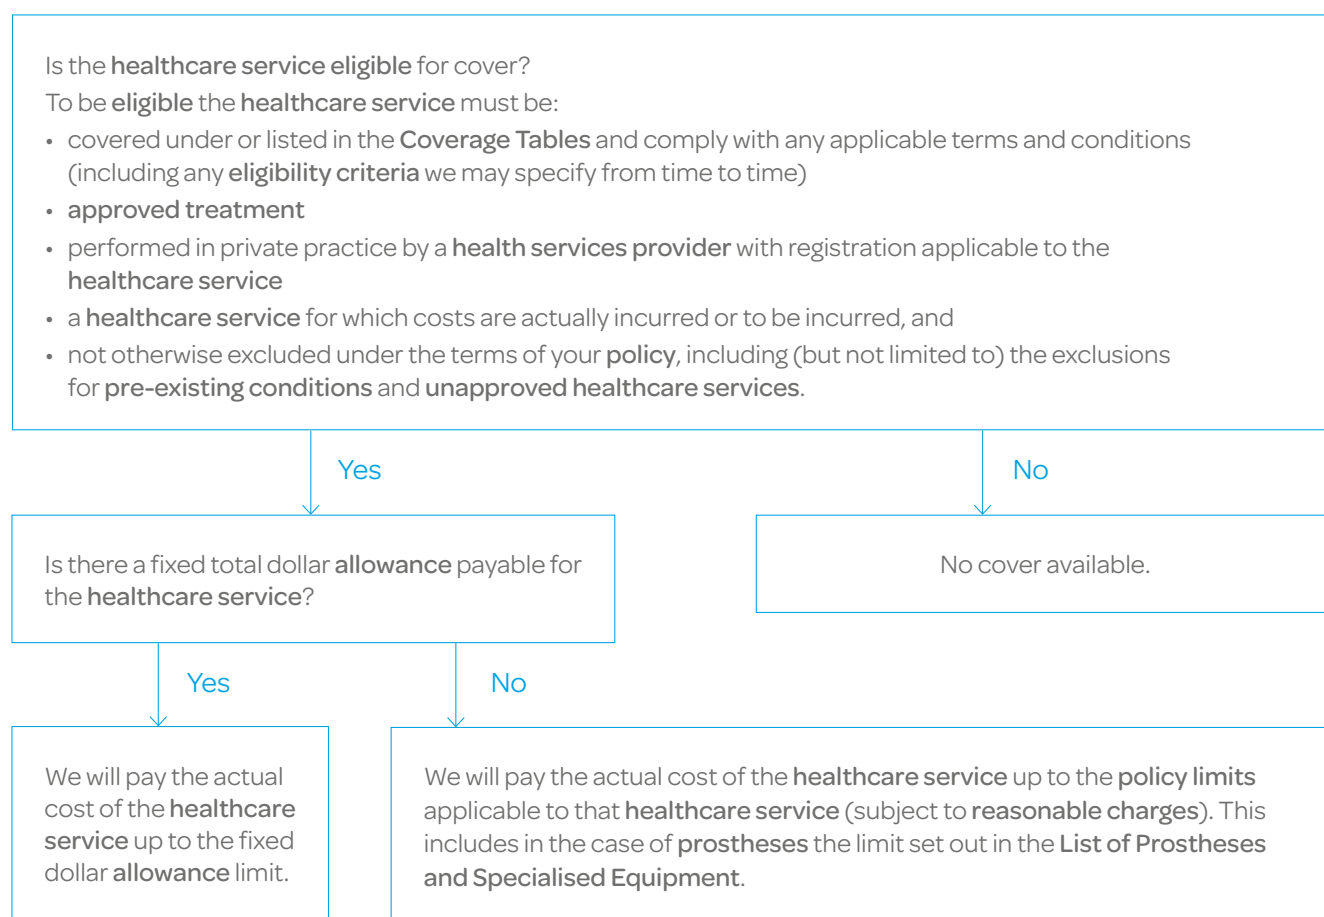 Is the healthcare service eligible for cover?
To be eligible the healthcare service must be:
• covered under or listed in the Coverage Tables and comply with any applicable terms and conditions
(including any eligibility criteria we may specify from time to time)
• approved treatment
• performed in private practice by a health services provider with registration applicable to the
healthcare service
• a healthcare service for which costs are actually incurred or to be incurred, and
• not otherwise excluded under the terms of your policy, including (but not limited to) the exclusions
for pre-existing conditions and unapproved healthcare services.
Yes
No
Is there a fixed total dollar allowance payable for
the healthcare service?
No cover available.
Yes
No
We will pay the actual
cost of the healthcare
service up to the fixed
dollar allowance limit.
We will pay the actual cost of the healthcare service up to the policy limits
applicable to that healthcare service (subject to reasonable charges). This
includes in the case of prostheses the limit set out in the List of Prostheses
and Specialised Equipment.